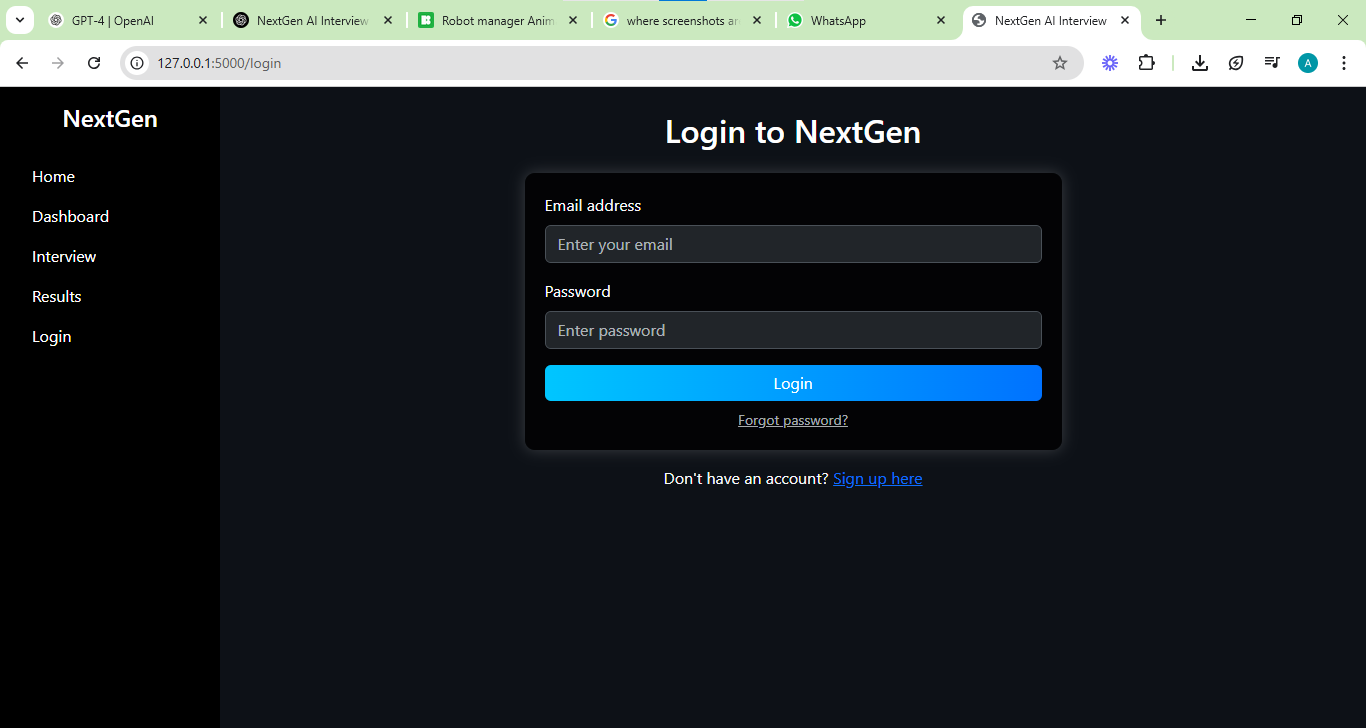 GPT-4 | OpenAI
NextGen AI Interview
Robot manager Anim
where screenshots are
WhatsApp
NextGen AI Interview
127.0.0.1:5000/login
A
NextGen
Home
Dashboard
Interview
Results
Login
Login to NextGen
Email address
Enter your email
Password
Enter password
Login
Forgot password?
Don't have an account? Sign up here